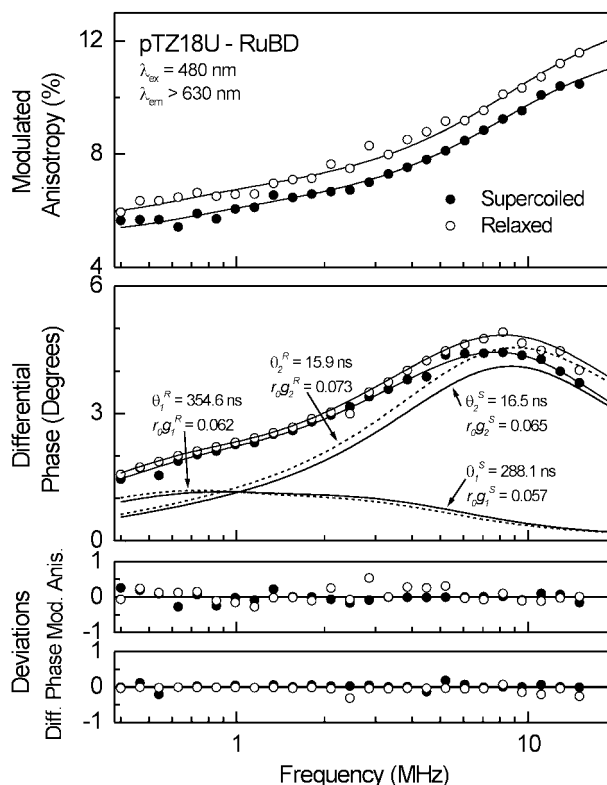 pTZ18U - RuBD
λex = 480 nm
λem > 630 nm
Supercoiled
Relaxed
Modulated
Anisotropy (%)
12
8
4
Differential
Phase (Degrees)
6
3
0
θ1R = 354.6 ns
r0g1R = 0.062
θ2R = 15.9 ns
r0g2R = 0.073
θ2S = 16.5 ns
r0g2S = 0.065
θ1S = 288.1 ns
r0g1S = 0.057
Deviations
Mod. Anis.
1
0
-1
Diff. Phase
1
0
-1
1
10
Frequency (MHz)